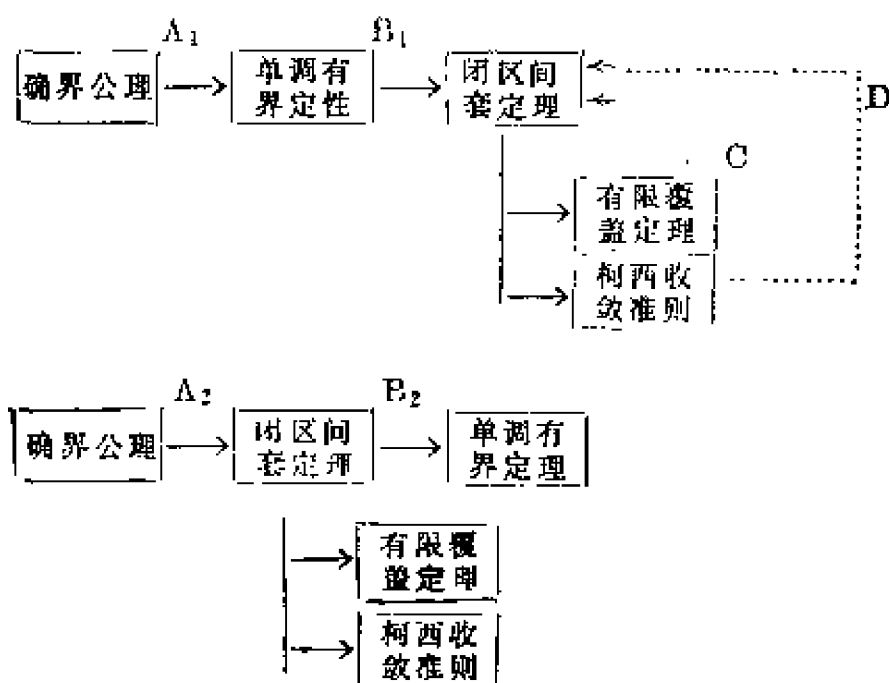 A₁ B₁
确界公理 单调有 闭区间
界定性 套定理
D
C
有限覆
盖定理
柯西收
敛准则
A₂ B₂
确界公理 闭区间 单调有
套定理 界定理
有限覆
盖定理
柯西收
敛准则